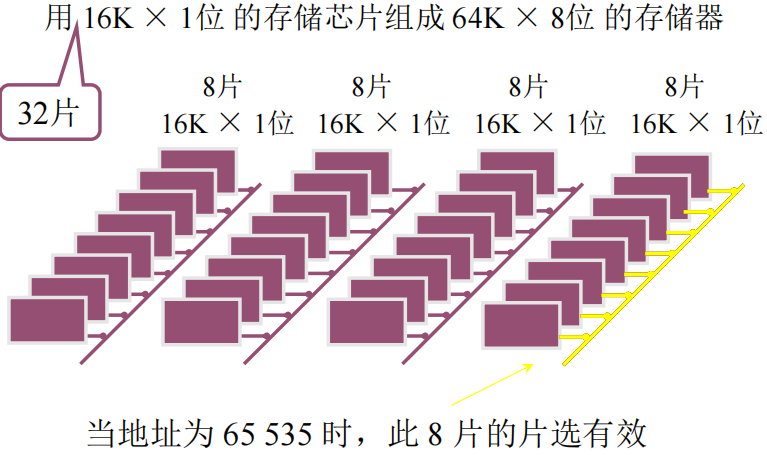 用 16K × 1位 的存储芯片组成 64K × 8位 的存储器
32片
8片 8片 8片 8片
16K × 1位 16K × 1位 16K × 1位 16K × 1位
当地址为 65 535 时，此 8 片的片选有效